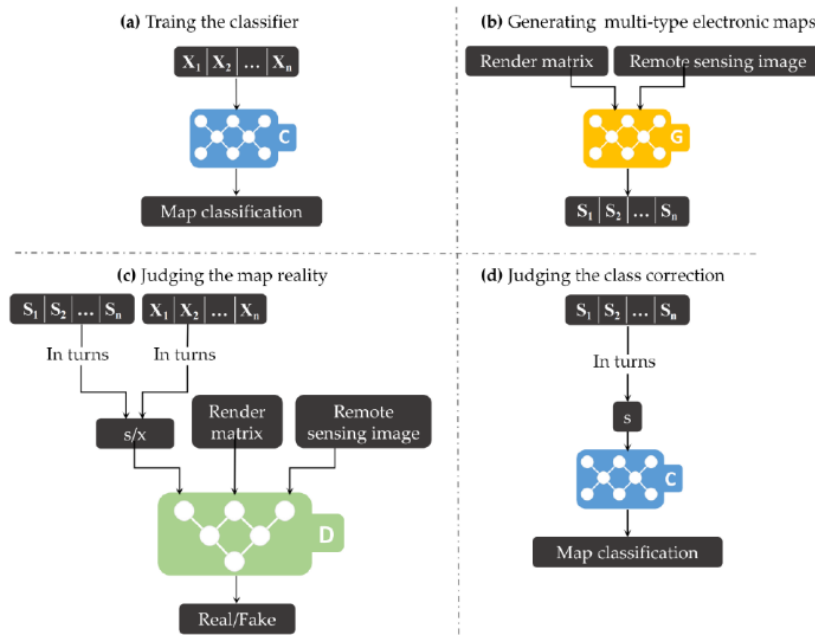 (a) Traing the classifier
X1 X2 … Xn
C
Map classification
(b) Generating multi-type electronic maps
Render matrix
Remote sensing image
G
S1 S2 … Sn
(c) Judging the map reality
S1 S2 … Sn
X1 X2 … Xn
In turns
In turns
s/x
Render
matrix
Remote
sensing image
D
Real/Fake
(d) Judging the class correction
S1 S2 … Sn
In turns
s
C
Map classification